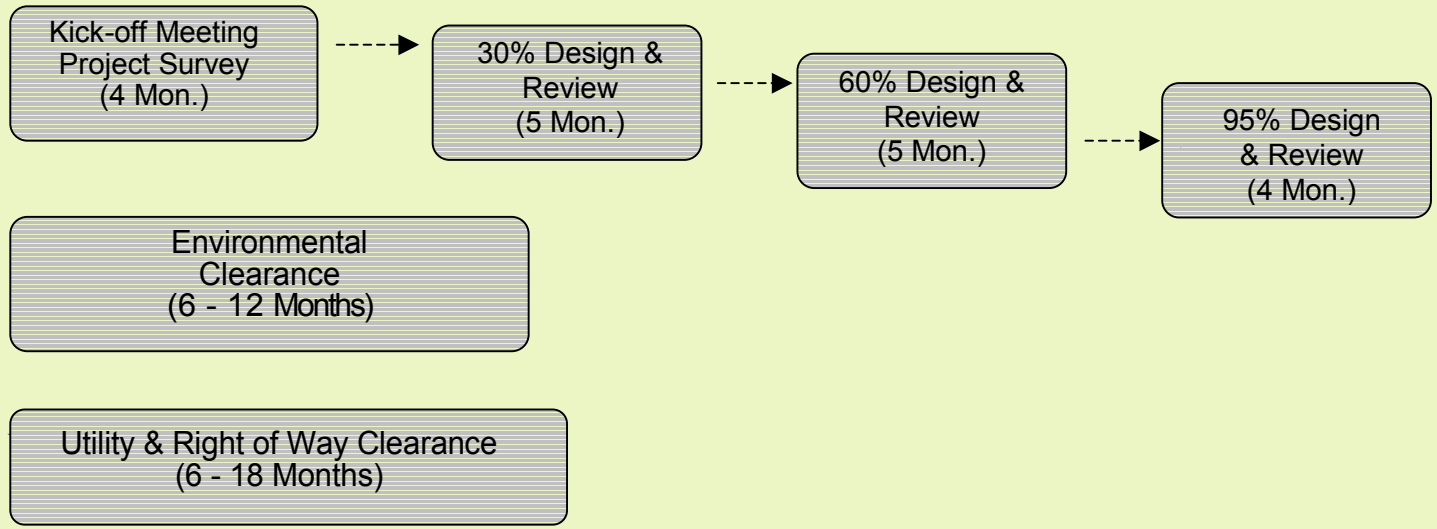 Kick-off Meeting
Project Survey
(4 Mon.)
30% Design &
Review
(5 Mon.)
60% Design &
Review
(5 Mon.)
95% Design
& Review
(4 Mon.)
Environmental
Clearance
(6 - 12 Months)
Utility & Right of Way Clearance
(6 - 18 Months)